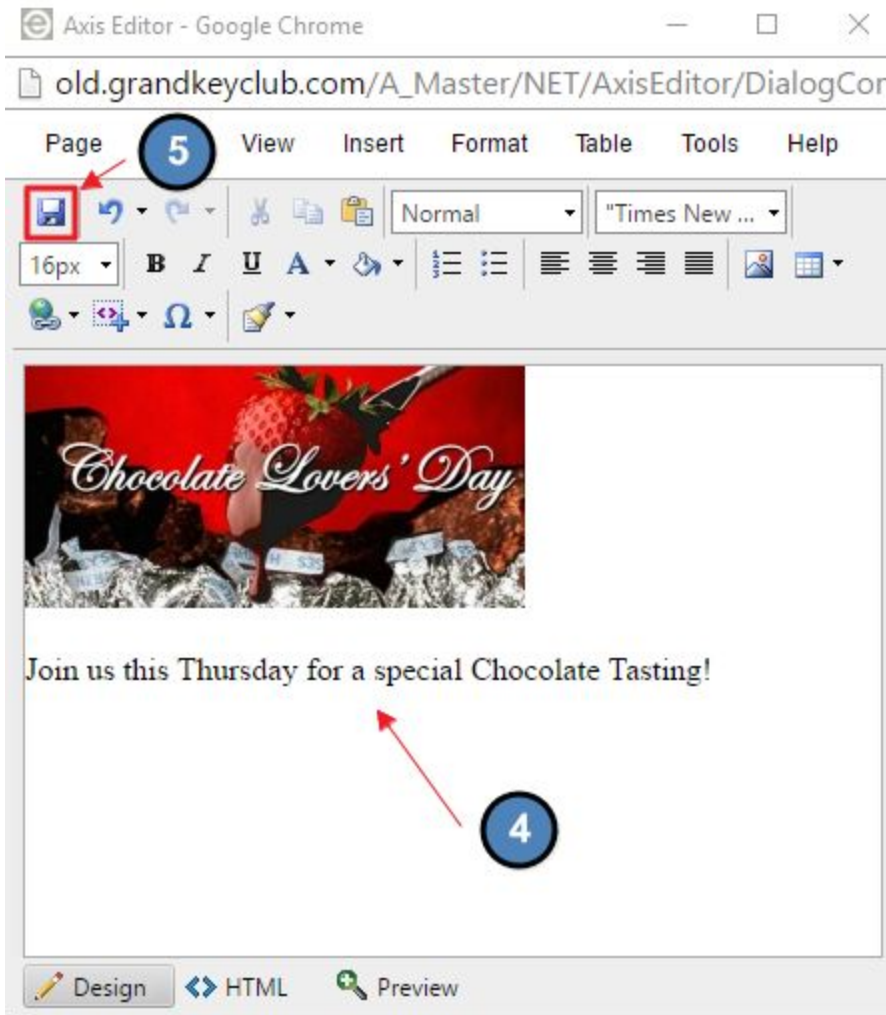 Axis Editor - Google Chrome
old.grandkeyclub.com/A_Master/NET/AxisEditor/DialogCor
Page 5 View Insert Format Table Tools Help
Normal "Times New ...
16px B I U A Ω
Chocolate Lovers' Day
Join us this Thursday for a special Chocolate Tasting!
4
Design HTML Preview